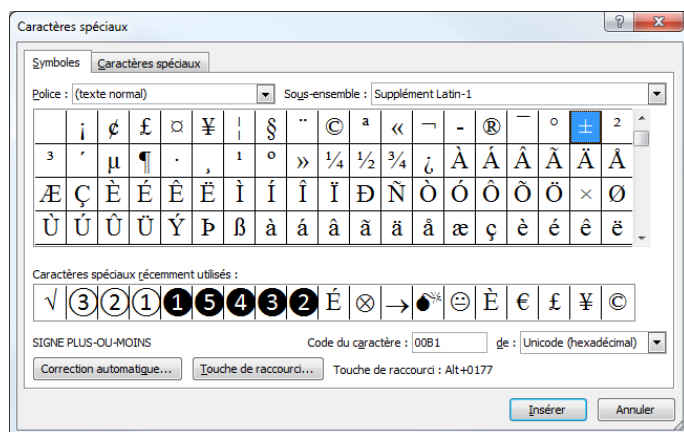 Caractères spéciaux
Symboles Caractères spéciaux
Police : (texte normal) Sous-ensemble : Supplément Latin-1
¡ ¢ £ ¤ ¥ ¦ § ¨ © ª « ¬ - ® ¯ ° ± ²
³ ´ µ ¶ · ¸ ¹ º » ¼ ½ ¾ ¿ À Á Â Ã Ä Å
Æ Ç È É Ê Ë Ì Í Î Ï Ð Ñ Ò Ó Ô Õ Ö × Ø
Ù Ú Û Ü Ý Þ ß à á â ã ä å æ ç è é ê ë
Caractères spéciaux récemment utilisés :
√ ③ ② ① ❶ ❺ ❹ ❸ ❷ É ⊗ → 💣 😐 È € £ ¥ ©
SIGNE PLUS-OU-MOINS Code du caractère : 00B1 de : Unicode (hexadécimal)
Correction automatique... Touche de raccourci... Touche de raccourci : Alt+0177
Insérer Annuler